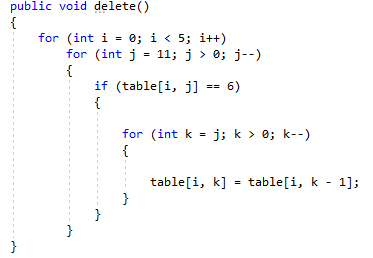 public void delete()
{
for (int i = 0; i < 5; i++)
for (int j = 11; j > 0; j--)
{
if (table[i, j] == 6)
{
for (int k = j; k > 0; k--)
{
table[i, k] = table[i, k - 1];
}
}
}
}